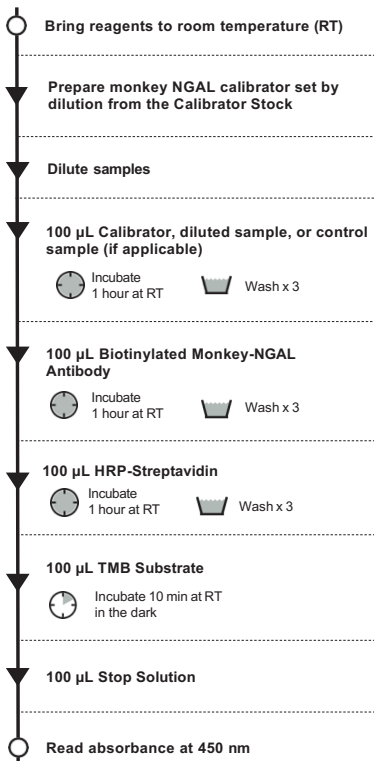 Bring reagents to room temperature (RT)
Prepare monkey NGAL calibrator set by
dilution from the Calibrator Stock
Dilute samples
100 µL Calibrator, diluted sample, or control
sample (if applicable)
Incubate
1 hour at RT
Wash x 3
100 µL Biotinylated Monkey-NGAL
Antibody
Incubate
1 hour at RT
Wash x 3
100 µL HRP-Streptavidin
Incubate
1 hour at RT
Wash x 3
100 µL TMB Substrate
Incubate 10 min at RT
in the dark
100 µL Stop Solution
Read absorbance at 450 nm